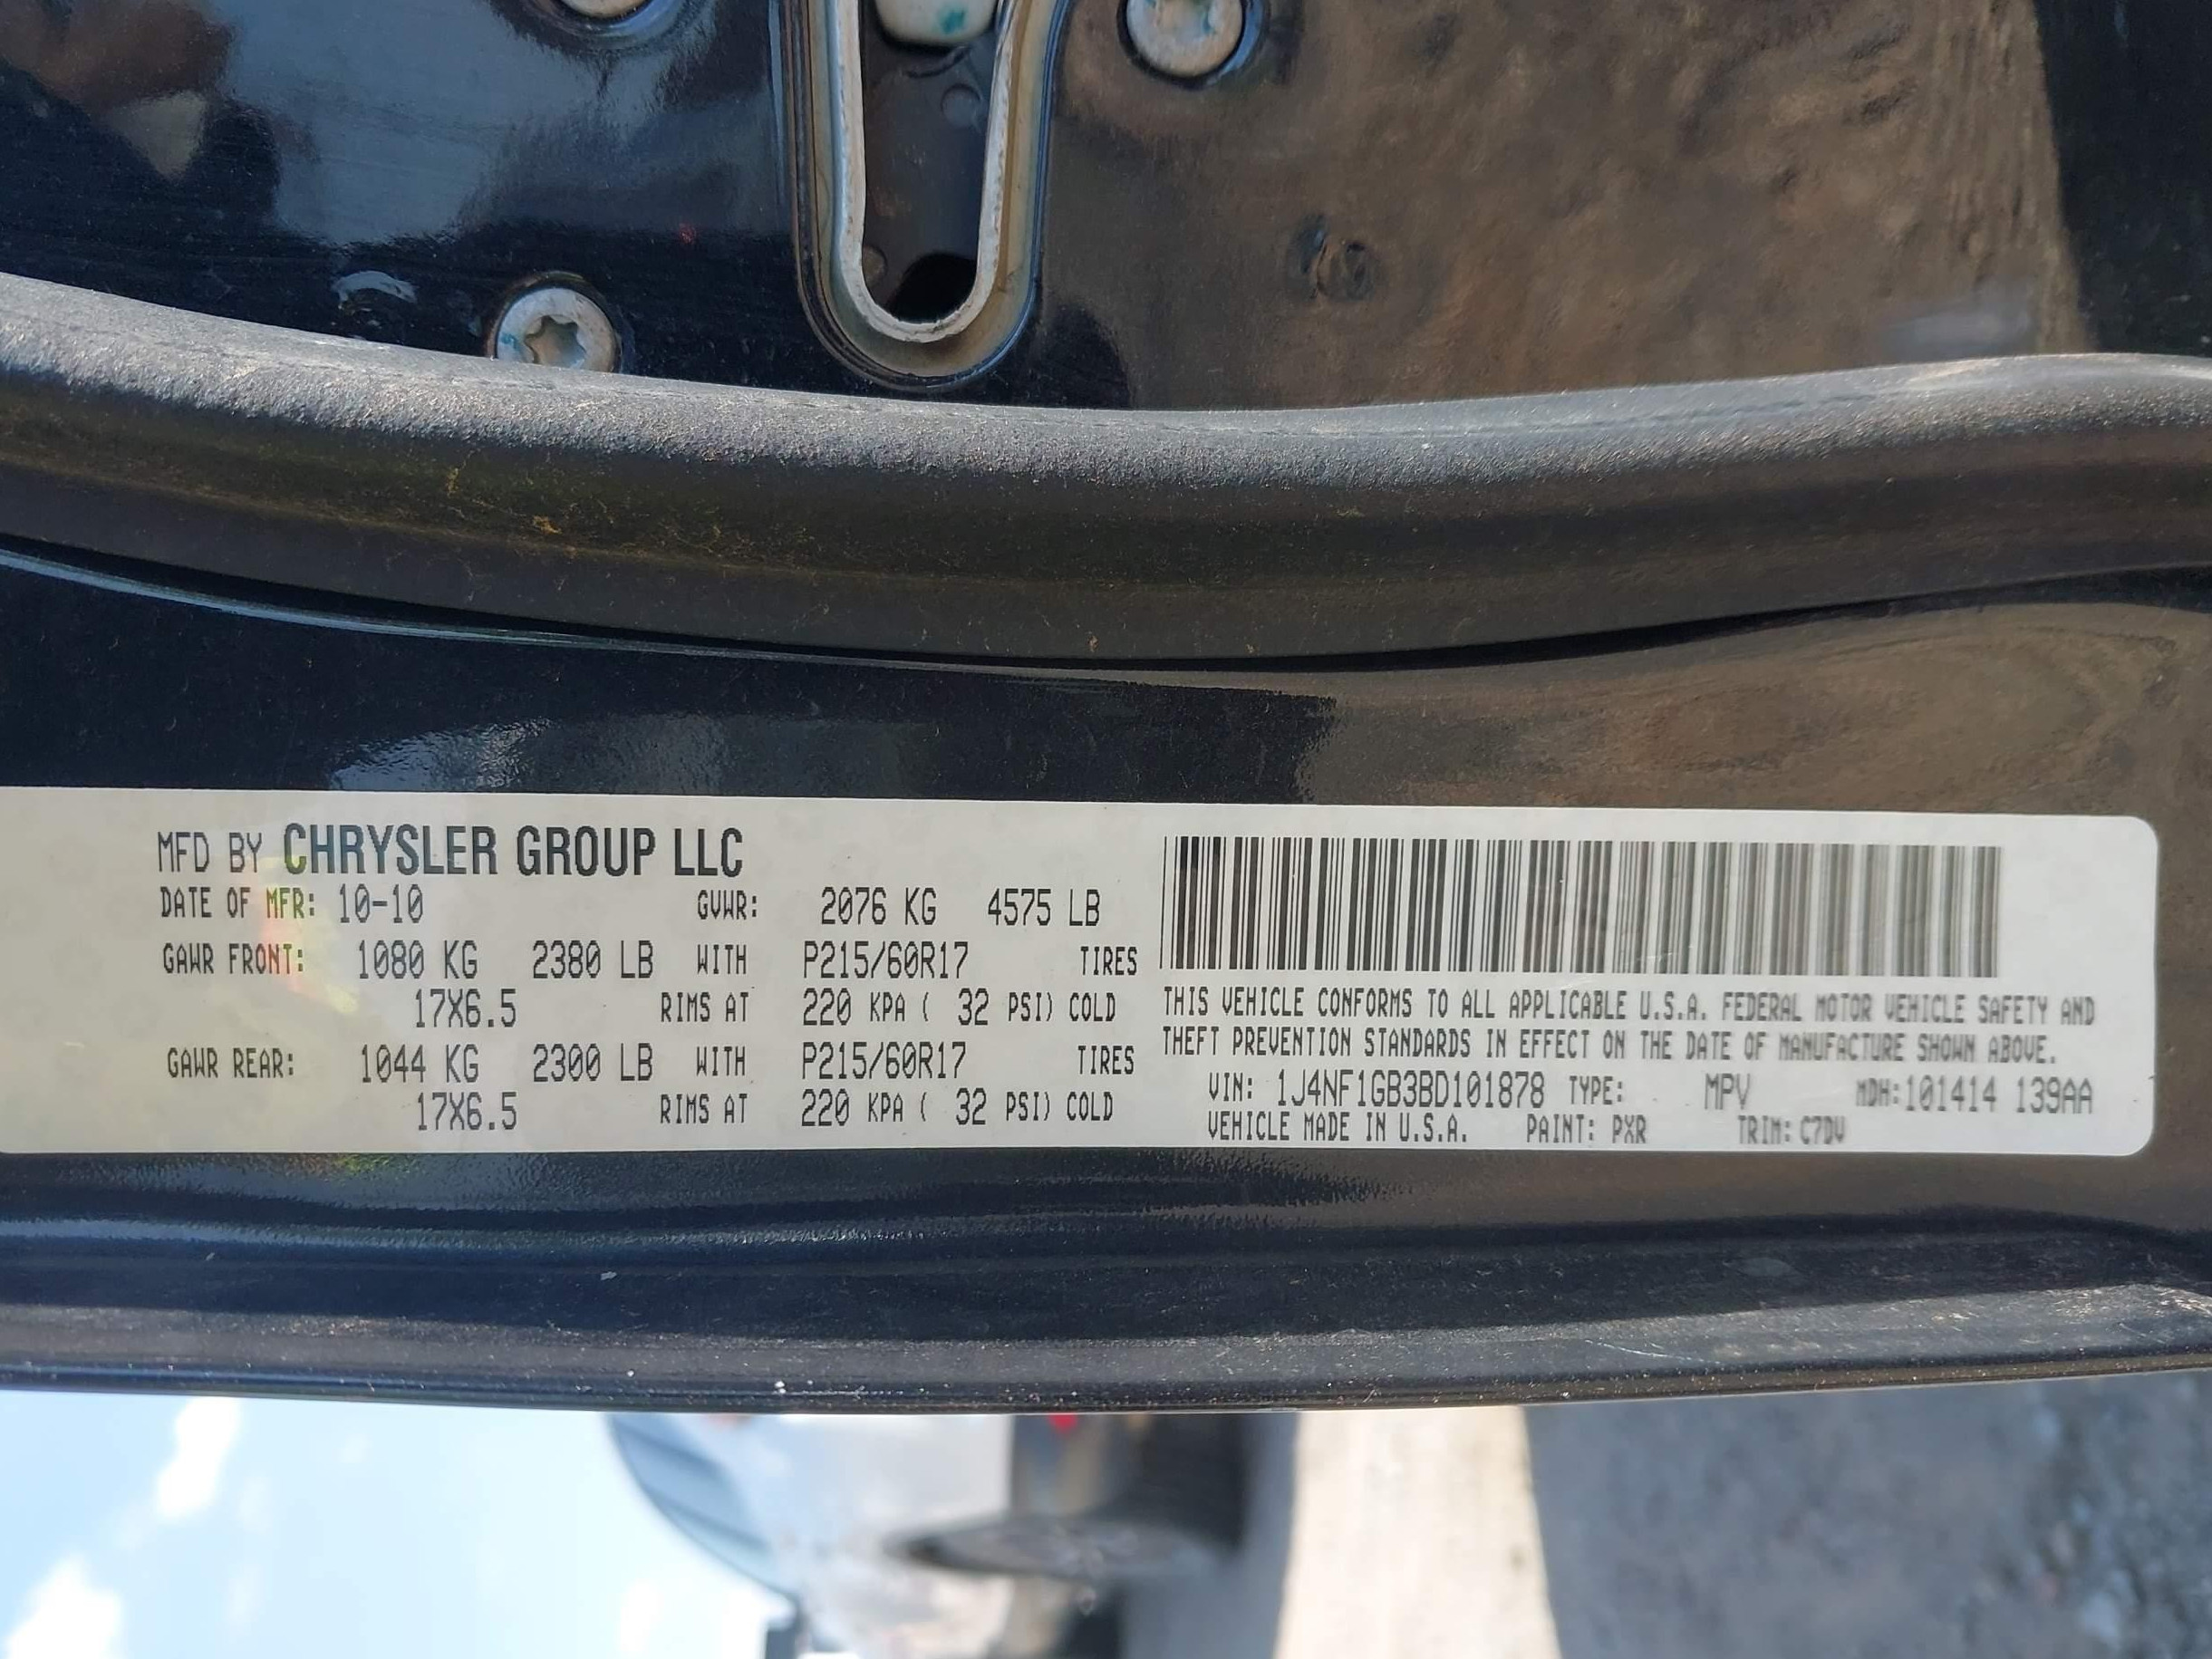 MFD BY CHRYSLER GROUP LLC
DATE OF MFR: 10-10 GVWR: 2076 KG 4575 LB
GAWR FRONT: 1080 KG 2380 LB WITH P215/60R17 TIRES
17X6.5 RIMS AT 220 KPA ( 32 PSI) COLD
GAWR REAR: 1044 KG 2300 LB WITH P215/60R17 TIRES
17X6.5 RIMS AT 220 KPA ( 32 PSI) COLD
THIS VEHICLE CONFORMS TO ALL APPLICABLE U.S.A. FEDERAL MOTOR VEHICLE SAFETY AND
THEFT PREVENTION STANDARDS IN EFFECT ON THE DATE OF MANUFACTURE SHOWN ABOVE.
VIN: 1J4NF1GB3BD101878 TYPE: MPV MDH:101414 139AA
VEHICLE MADE IN U.S.A. PAINT: PXR TRIM: C7DV